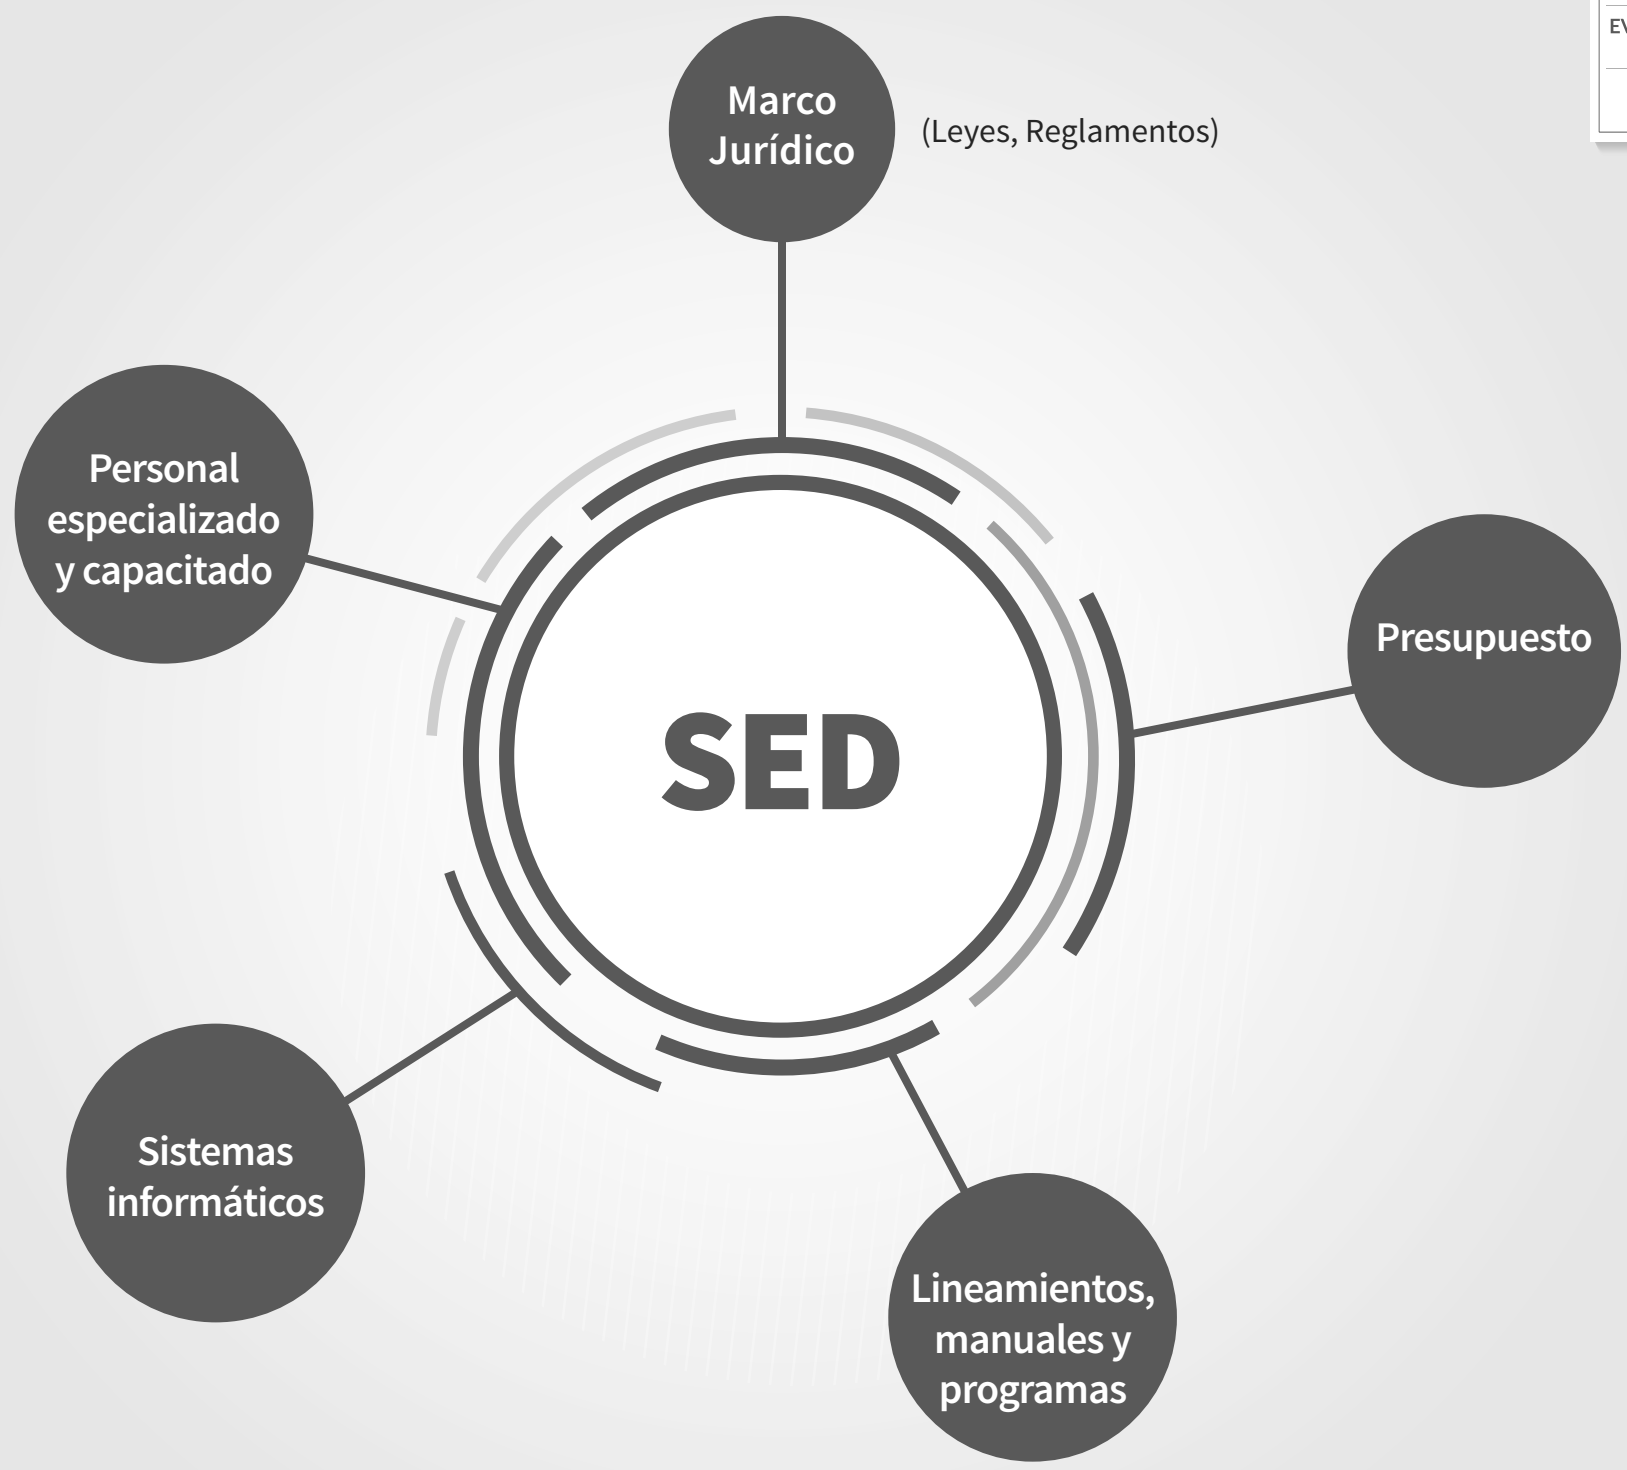 Marco
Jurídico
(Leyes, Reglamentos)
Personal
especializado
y capacitado
Presupuesto
SED
Sistemas
informáticos
Lineamientos,
manuales y
programas